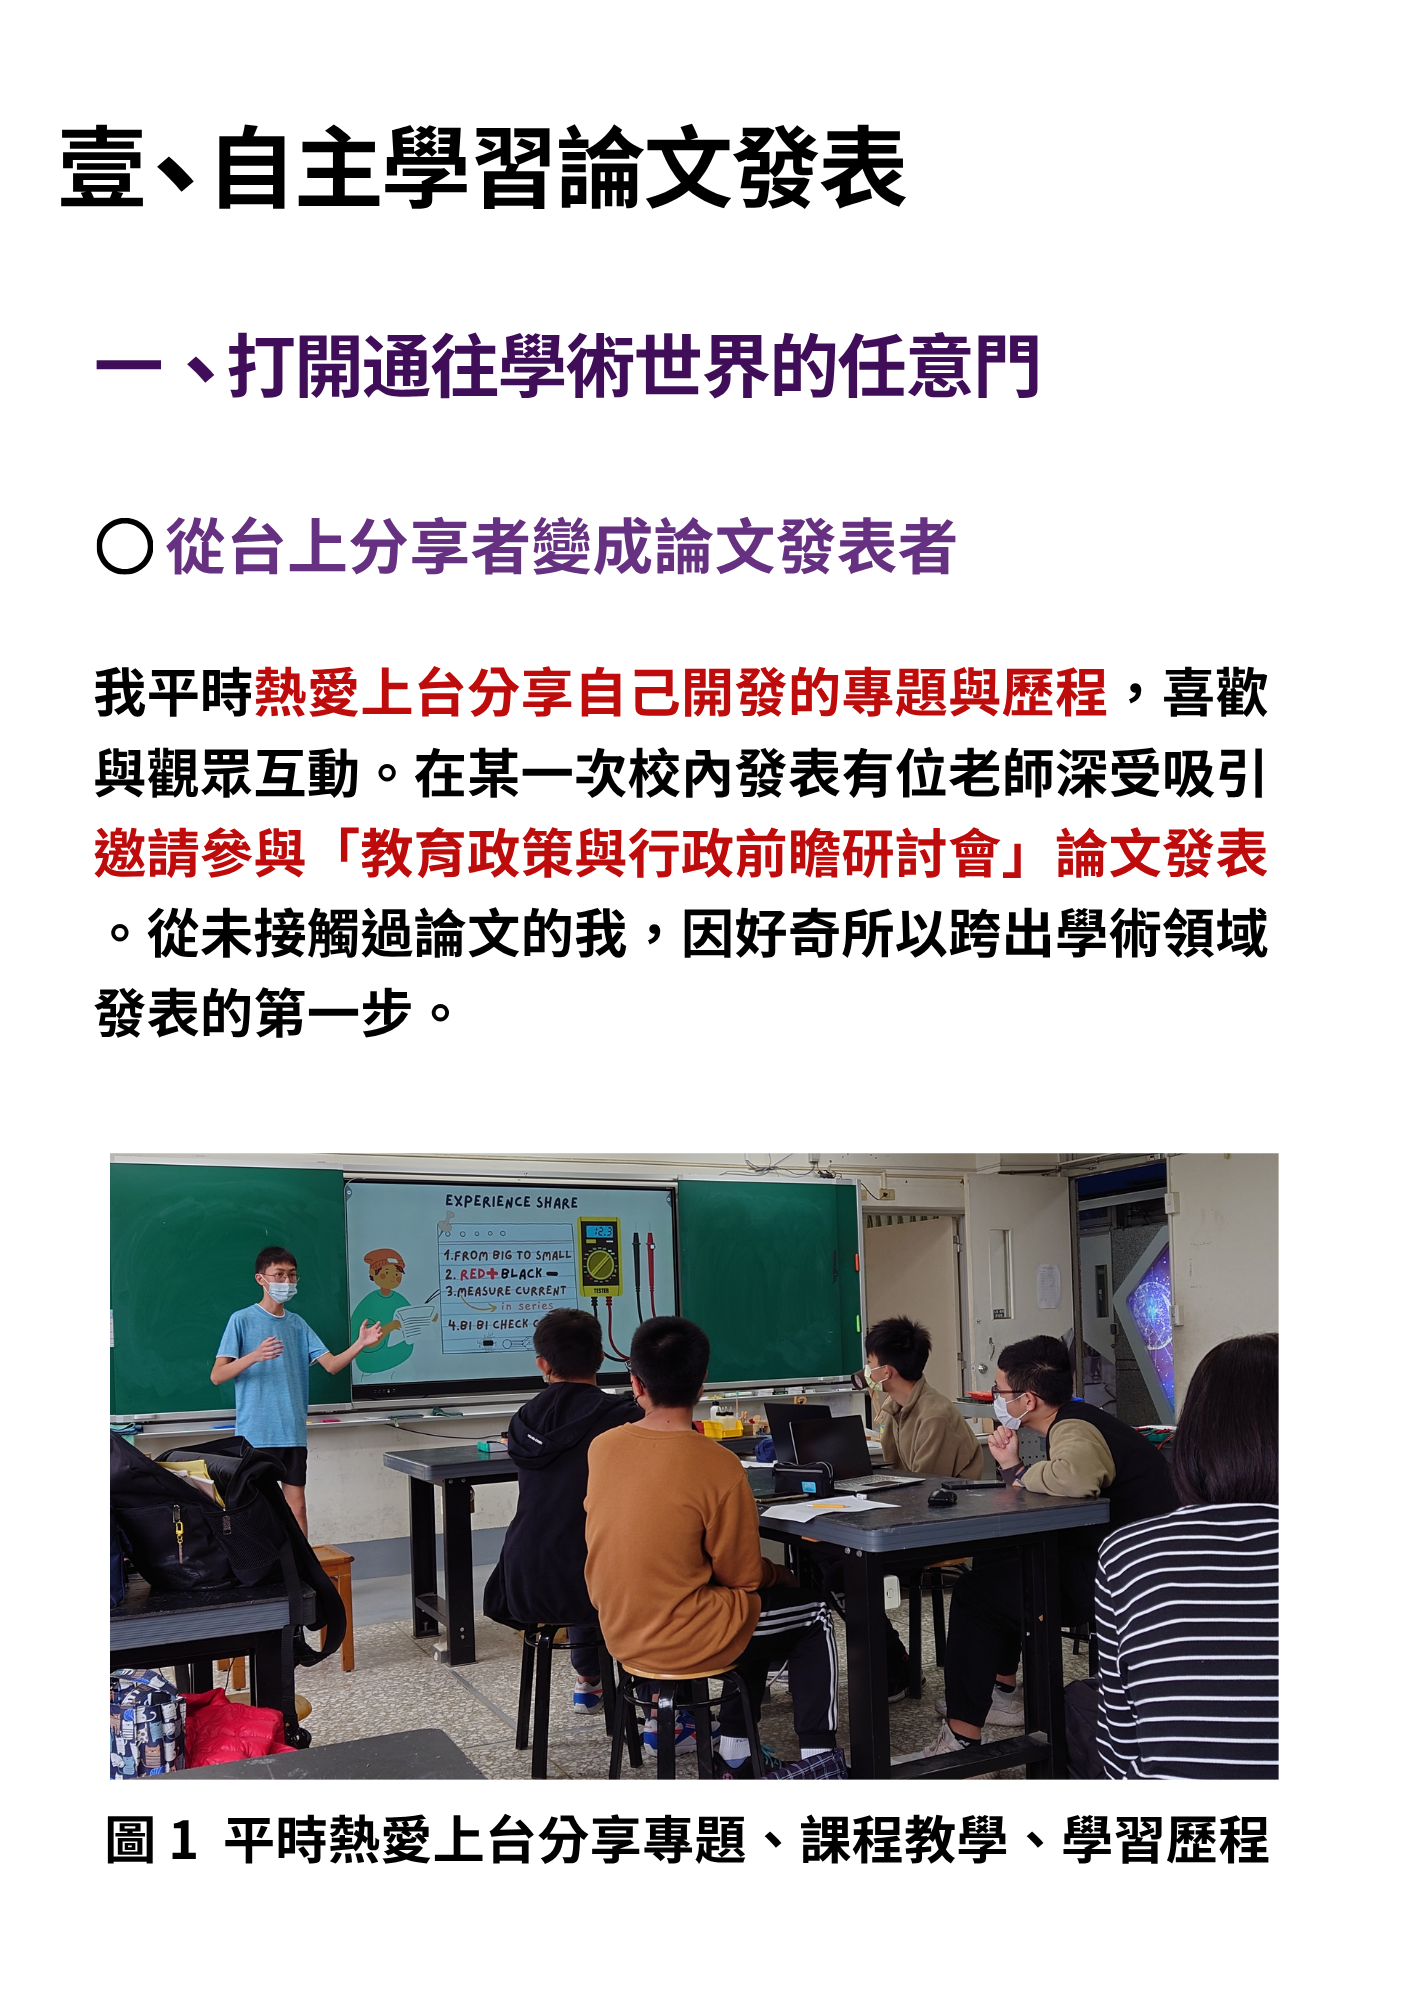 壹、自主學習論文發表
一、打開通往學術世界的任意門
〇從台上分享者變成論文發表者
我平時熱愛上台分享自己開發的專題與歷程，喜歡
與觀眾互動。在某一次校內發表有位老師深受吸引
邀請參與「教育政策與行政前瞻研討會」論文發表
。從未接觸過論文的我，因好奇所以跨出學術領域
發表的第一步。
EXPERIENCE SHARE
1.FROM BIG TO SMALL
2. RED+BLACK -
3.MEASURE CURRENT
in series
4.BI BI CHECK
12.3
TESTER
圖 1 平時熱愛上台分享專題、課程教學、學習歷程